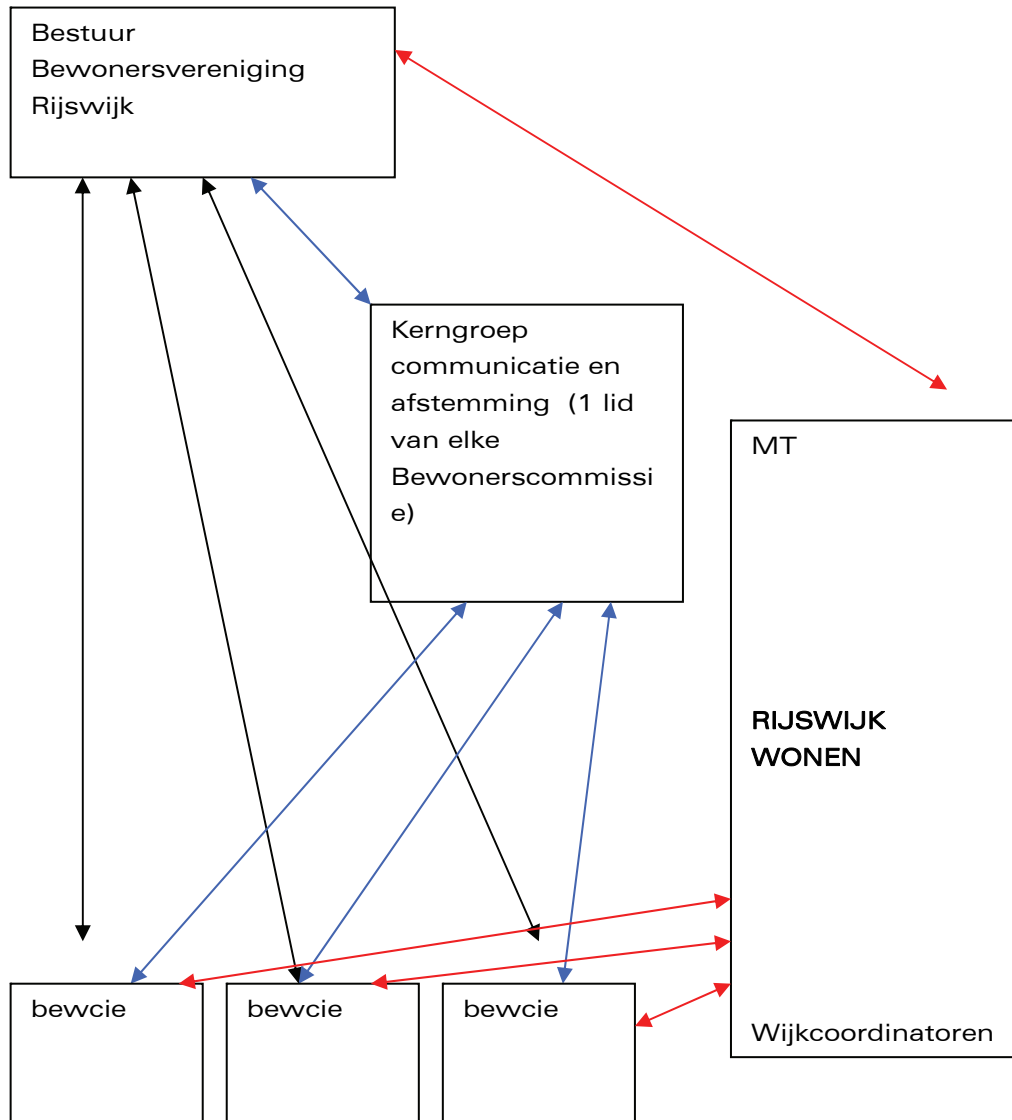 Bestuur
Bewonersvereniging
Rijswijk
Kerngroep
communicatie en
afstemming (1 lid
van elke
Bewonerscommissi
e)
MT
RIJSWIJK
WONEN
Wijkcoordinatoren
bewcie
bewcie
bewcie